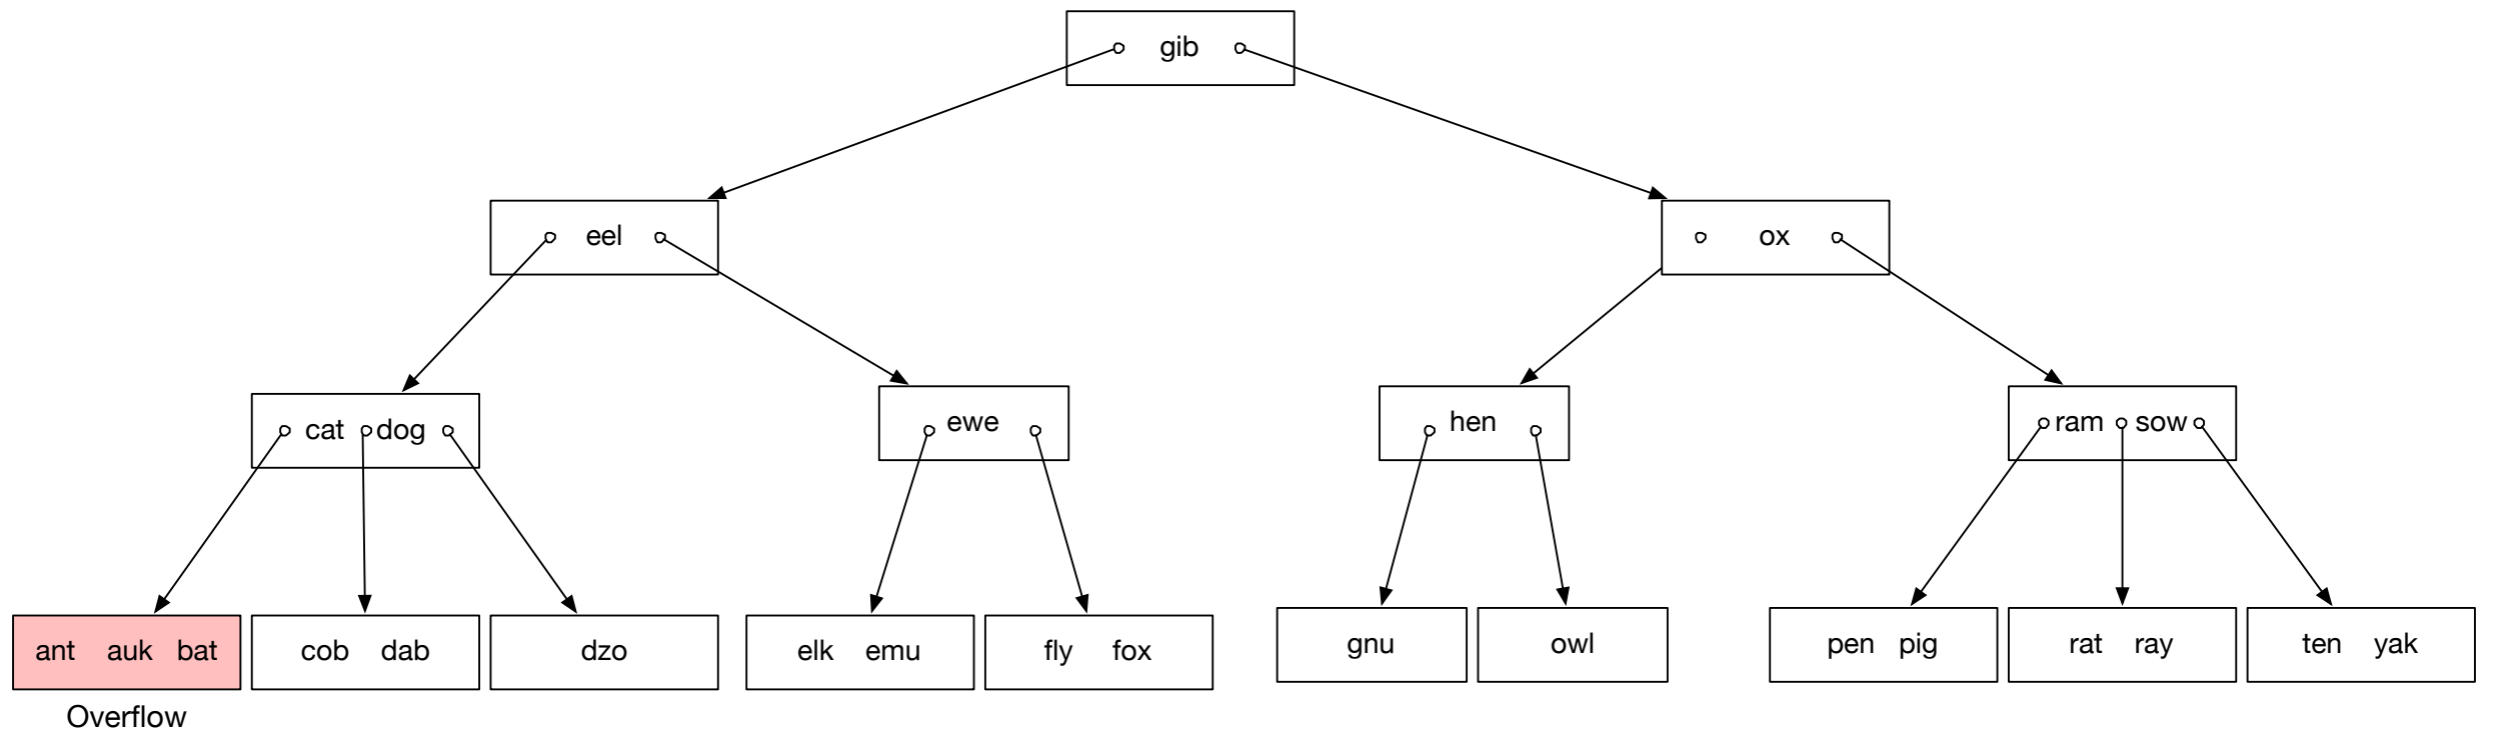 gib
eel ox
cat dog ewe hen ram sow
ant auk bat cob dab dzo elk emu fly fox gnu owl pen pig rat ray ten yak
Overflow